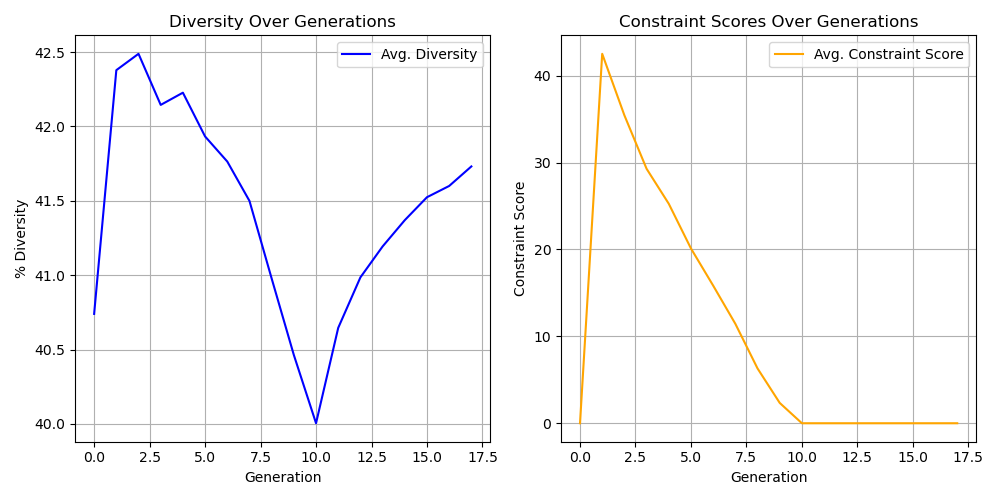 Diversity Over Generations
Avg. Diversity
42.5
42.0
41.5
41.0
40.5
40.0
% Diversity
0.0 2.5 5.0 7.5 10.0 12.5 15.0 17.5
Generation
Constraint Scores Over Generations
Avg. Constraint Score
40
30
20
10
0
Constraint Score
0.0 2.5 5.0 7.5 10.0 12.5 15.0 17.5
Generation